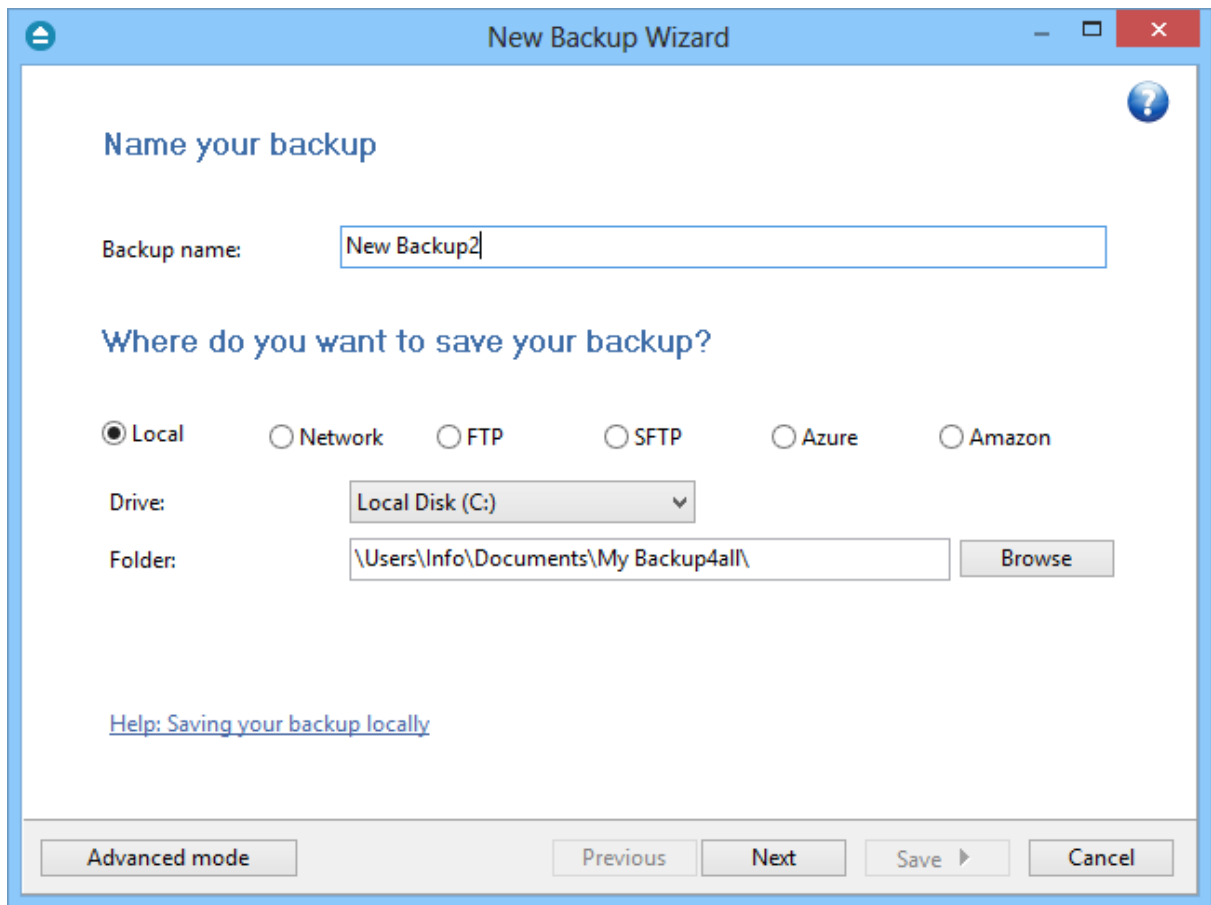 New Backup Wizard
Name your backup
Backup name: New Backup2
Where do you want to save your backup?
Local Network FTP SFTP Azure Amazon
Drive: Local Disk (C:)
Folder: \Users\Info\Documents\My Backup4all\ Browse
Help: Saving your backup locally
Advanced mode Previous Next Save Cancel